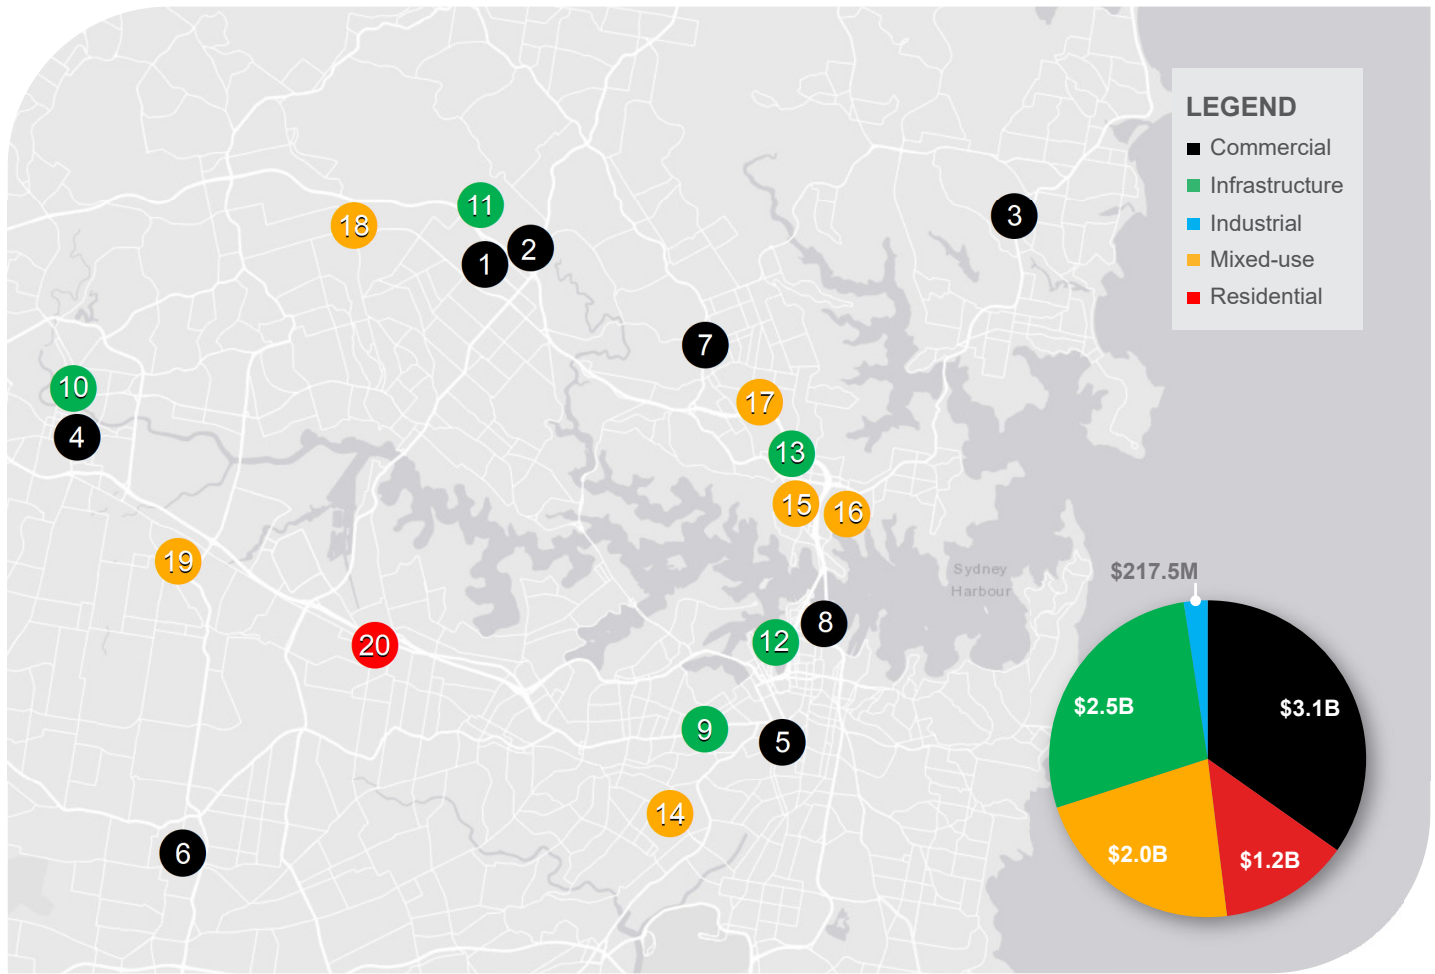 LEGEND
Commercial
Infrastructure
Industrial
Mixed-use
Residential
11
18
3
2
1
7
10
17
4
13
15
16
19
Sydney
Harbour
$217.5M
8
12
20
$2.5B
$3.1B
9
5
14
6
$2.0B
$1.2B